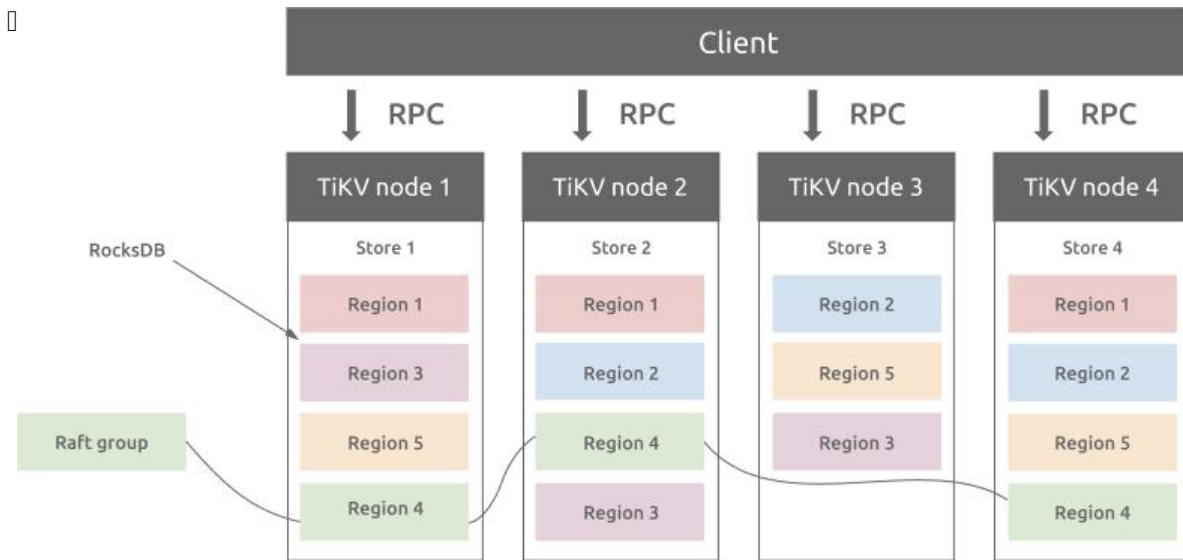 Client
RPC RPC RPC RPC
TiKV node 1 TiKV node 2 TiKV node 3 TiKV node 4
RocksDB Store 1 Store 2 Store 3 Store 4
Region 1 Region 1 Region 2 Region 1
Region 3 Region 2 Region 5 Region 2
Raft group Region 5 Region 4 Region 3 Region 5
Region 4 Region 3 Region 4